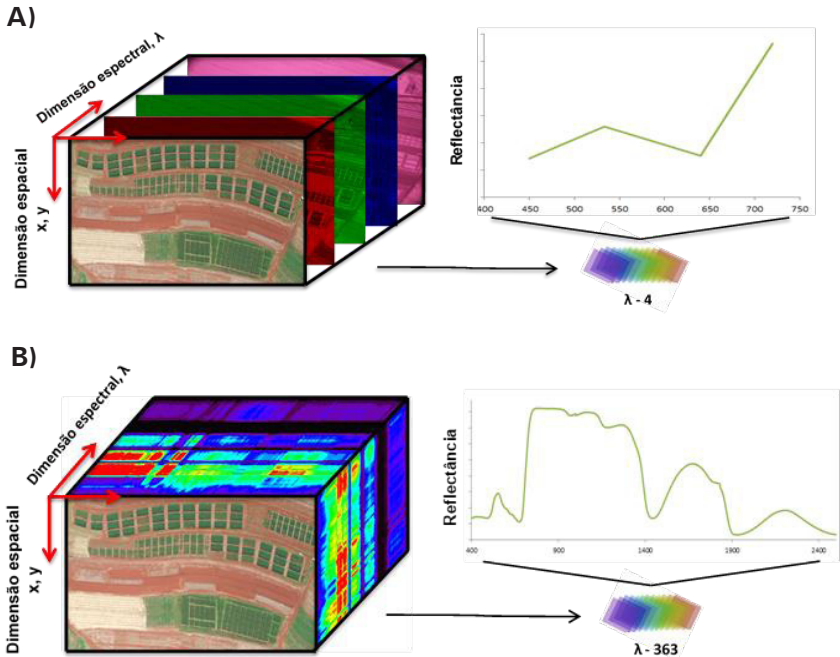 A)
Dimensão espectral, λ
Dimensão espacial
x, y
Reflectância
400 450 500 550 600 650 700 750
λ - 4
B)
Dimensão espectral, λ
Dimensão espacial
x, y
Reflectância
400 900 1400 1900 2400
λ - 363